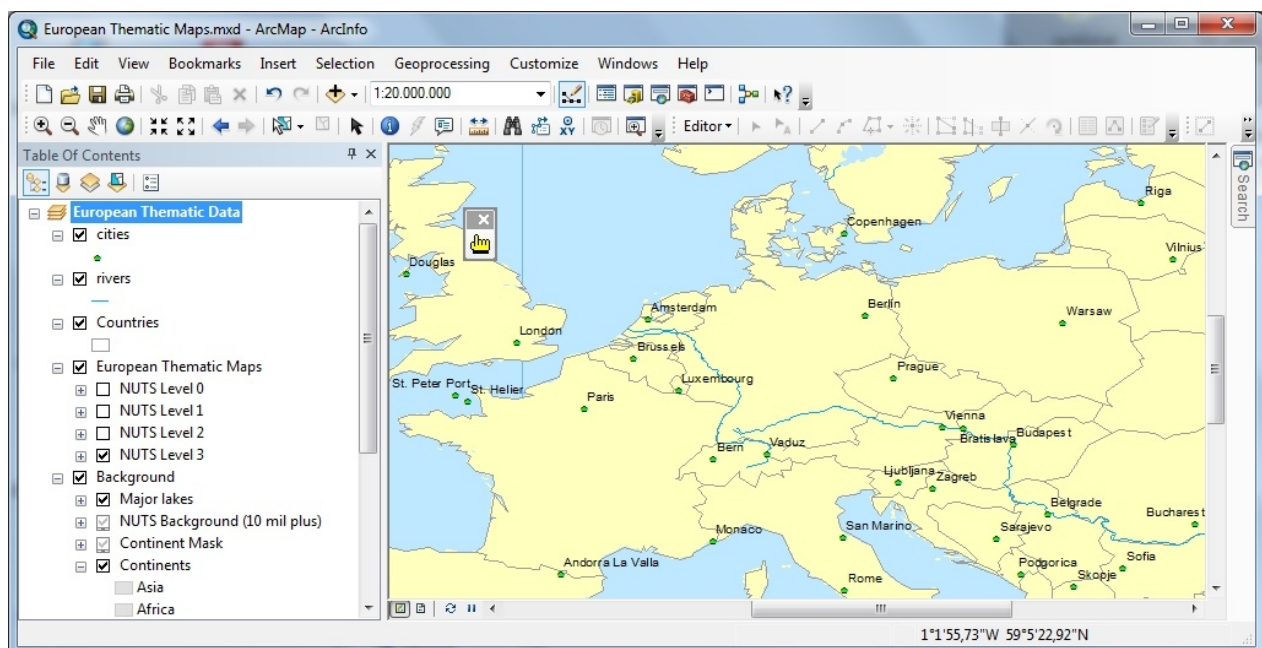 European Thematic Maps.mxd - ArcMap - ArcInfo
File Edit View Bookmarks Insert Selection Geoprocessing Customize Windows Help
1:20.000.000
Editor
Table Of Contents
European Thematic Data
cities
rivers
Countries
European Thematic Maps
NUTS Level 0
NUTS Level 1
NUTS Level 2
NUTS Level 3
Background
Major lakes
NUTS Background (10 mil plus)
Continent Mask
Continents
Asia
Africa
Search
Riga
Copenhagen
Vilnius
Douglas
Amsterdam
Berlin
Warsaw
London
Brussels
Prague
St. Peter Port
St. Helier
Luxembourg
Paris
Vienna
Bratislava
Budapest
Bern
Vaduz
Ljubljana
Zagreb
Belgrade
Bucharest
Monaco
San Marino
Sarajevo
Andorra La Valla
Podgorica
Sofia
Rome
Skopje
1°1'55,73"W 59°5'22,92"N